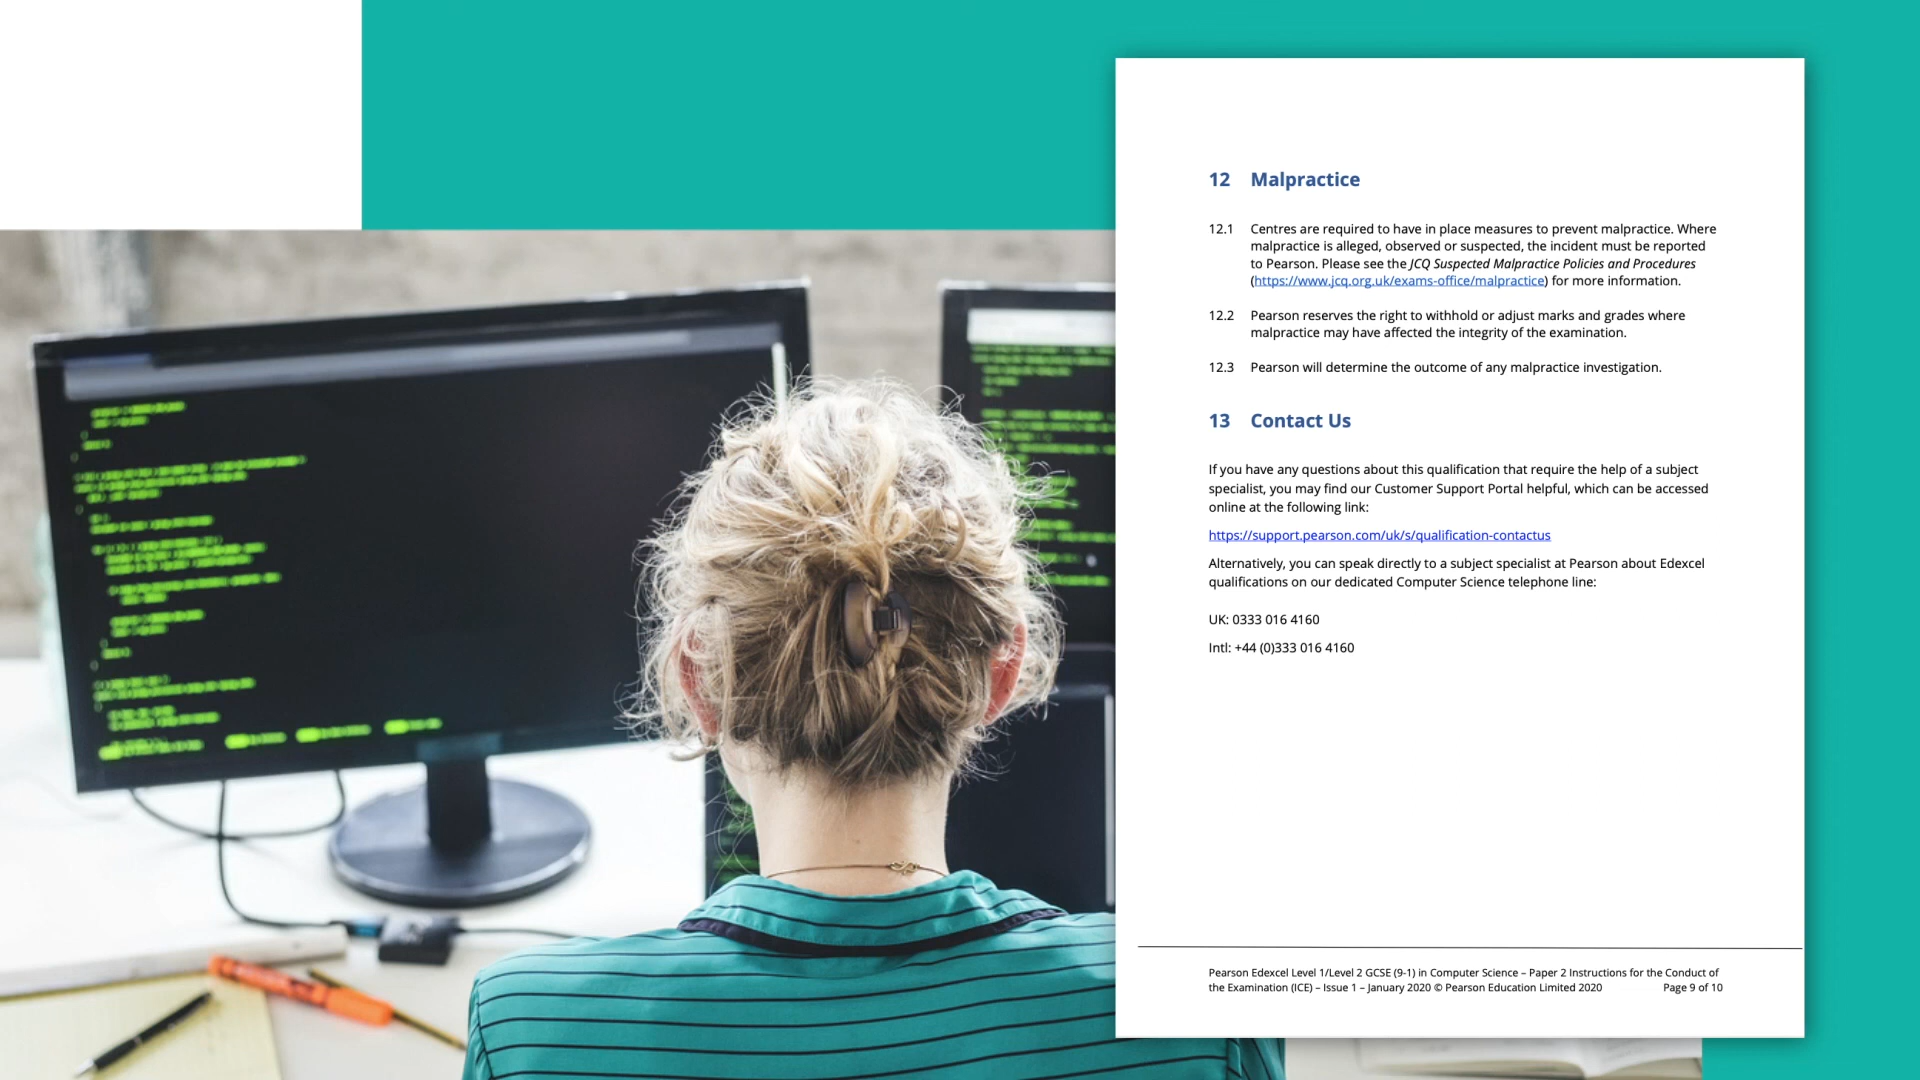 12 Malpractice
12.1 Centres are required to have in place measures to prevent malpractice. Where
malpractice is alleged, observed or suspected, the incident must be reported
to Pearson. Please see the JCQ Suspected Malpractice Policies and Procedures
(https://www.jcq.org.uk/exams-office/malpractice) for more information.
12.2 Pearson reserves the right to withhold or adjust marks and grades where
malpractice may have affected the integrity of the examination.
12.3 Pearson will determine the outcome of any malpractice investigation.
13 Contact Us
If you have any questions about this qualification that require the help of a subject
specialist, you may find our Customer Support Portal helpful, which can be accessed
online at the following link:
https://support.pearson.com/uk/s/qualification-contactus
Alternatively, you can speak directly to a subject specialist at Pearson about Edexcel
qualifications on our dedicated Computer Science telephone line:
UK: 0333 016 4160
Intl: +44 (0)333 016 4160
Pearson Edexcel Level 1/Level 2 GCSE (9-1) in Computer Science – Paper 2 Instructions for the Conduct of
the Examination (ICE) – Issue 1 – January 2020 © Pearson Education Limited 2020 Page 9 of 10